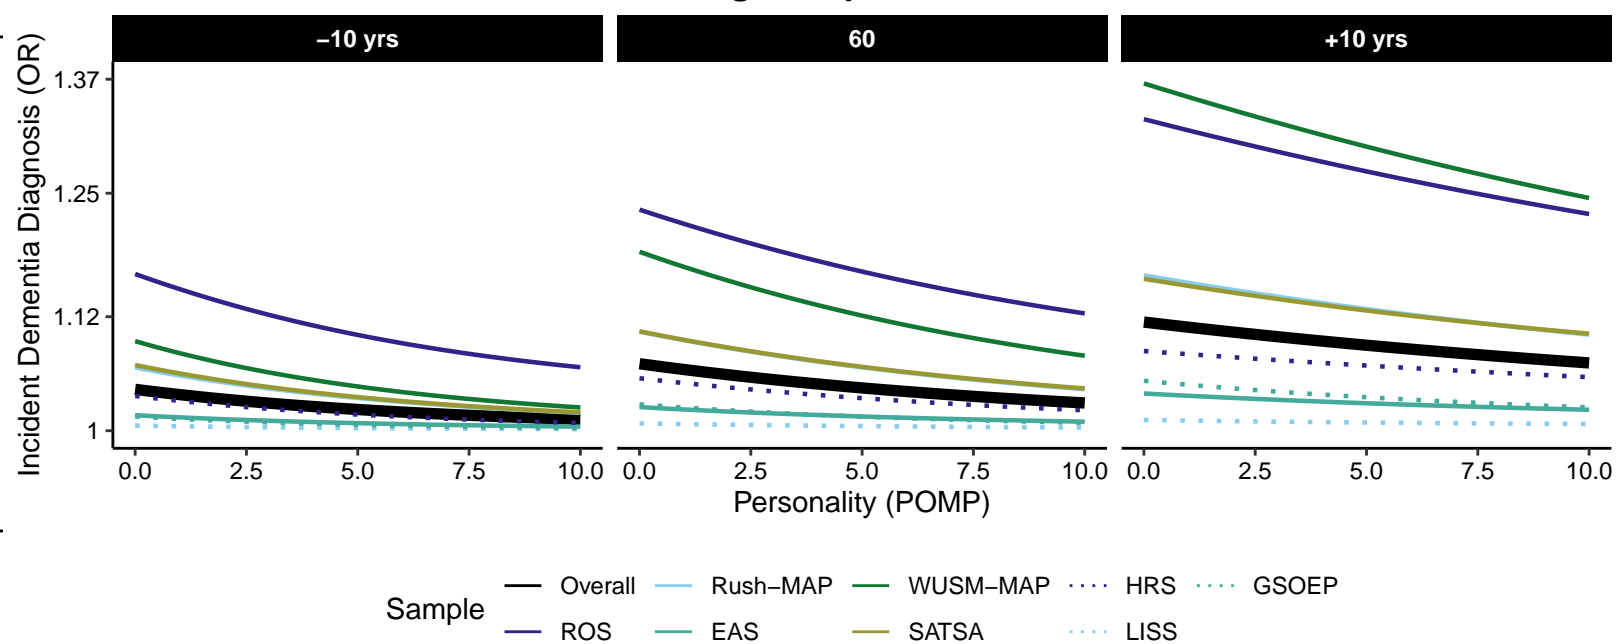 −10 yrs
60
+10 yrs
Incident Dementia Diagnosis (OR)
1.37
1.25
1.12
1
0.0 2.5 5.0 7.5 10.0
0.0 2.5 5.0 7.5 10.0
0.0 2.5 5.0 7.5 10.0
Personality (POMP)
Sample
Overall Rush−MAP WUSM−MAP HRS GSOEP
ROS EAS SATSA LISS